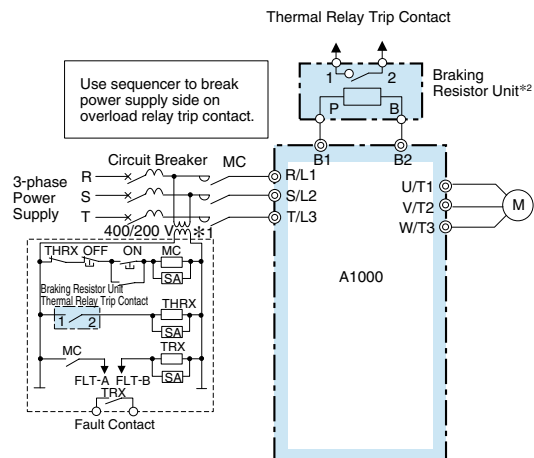 Thermal Relay Trip Contact
1 2
Braking
Resistor Unit*2
P B
Use sequencer to break
power supply side on
overload relay trip contact.
B1 B2
Circuit Breaker MC
3-phase
Power
Supply
R R/L1
S S/L2
T T/L3
U/T1
V/T2
W/T3
M
A1000
400/200 V *1
THRX OFF ON MC
SA
Braking Resistor Unit
Thermal Relay Trip Contact
1 2
THRX
SA
MC
TRX
FLT-A FLT-B
SA
TRX
Fault Contact